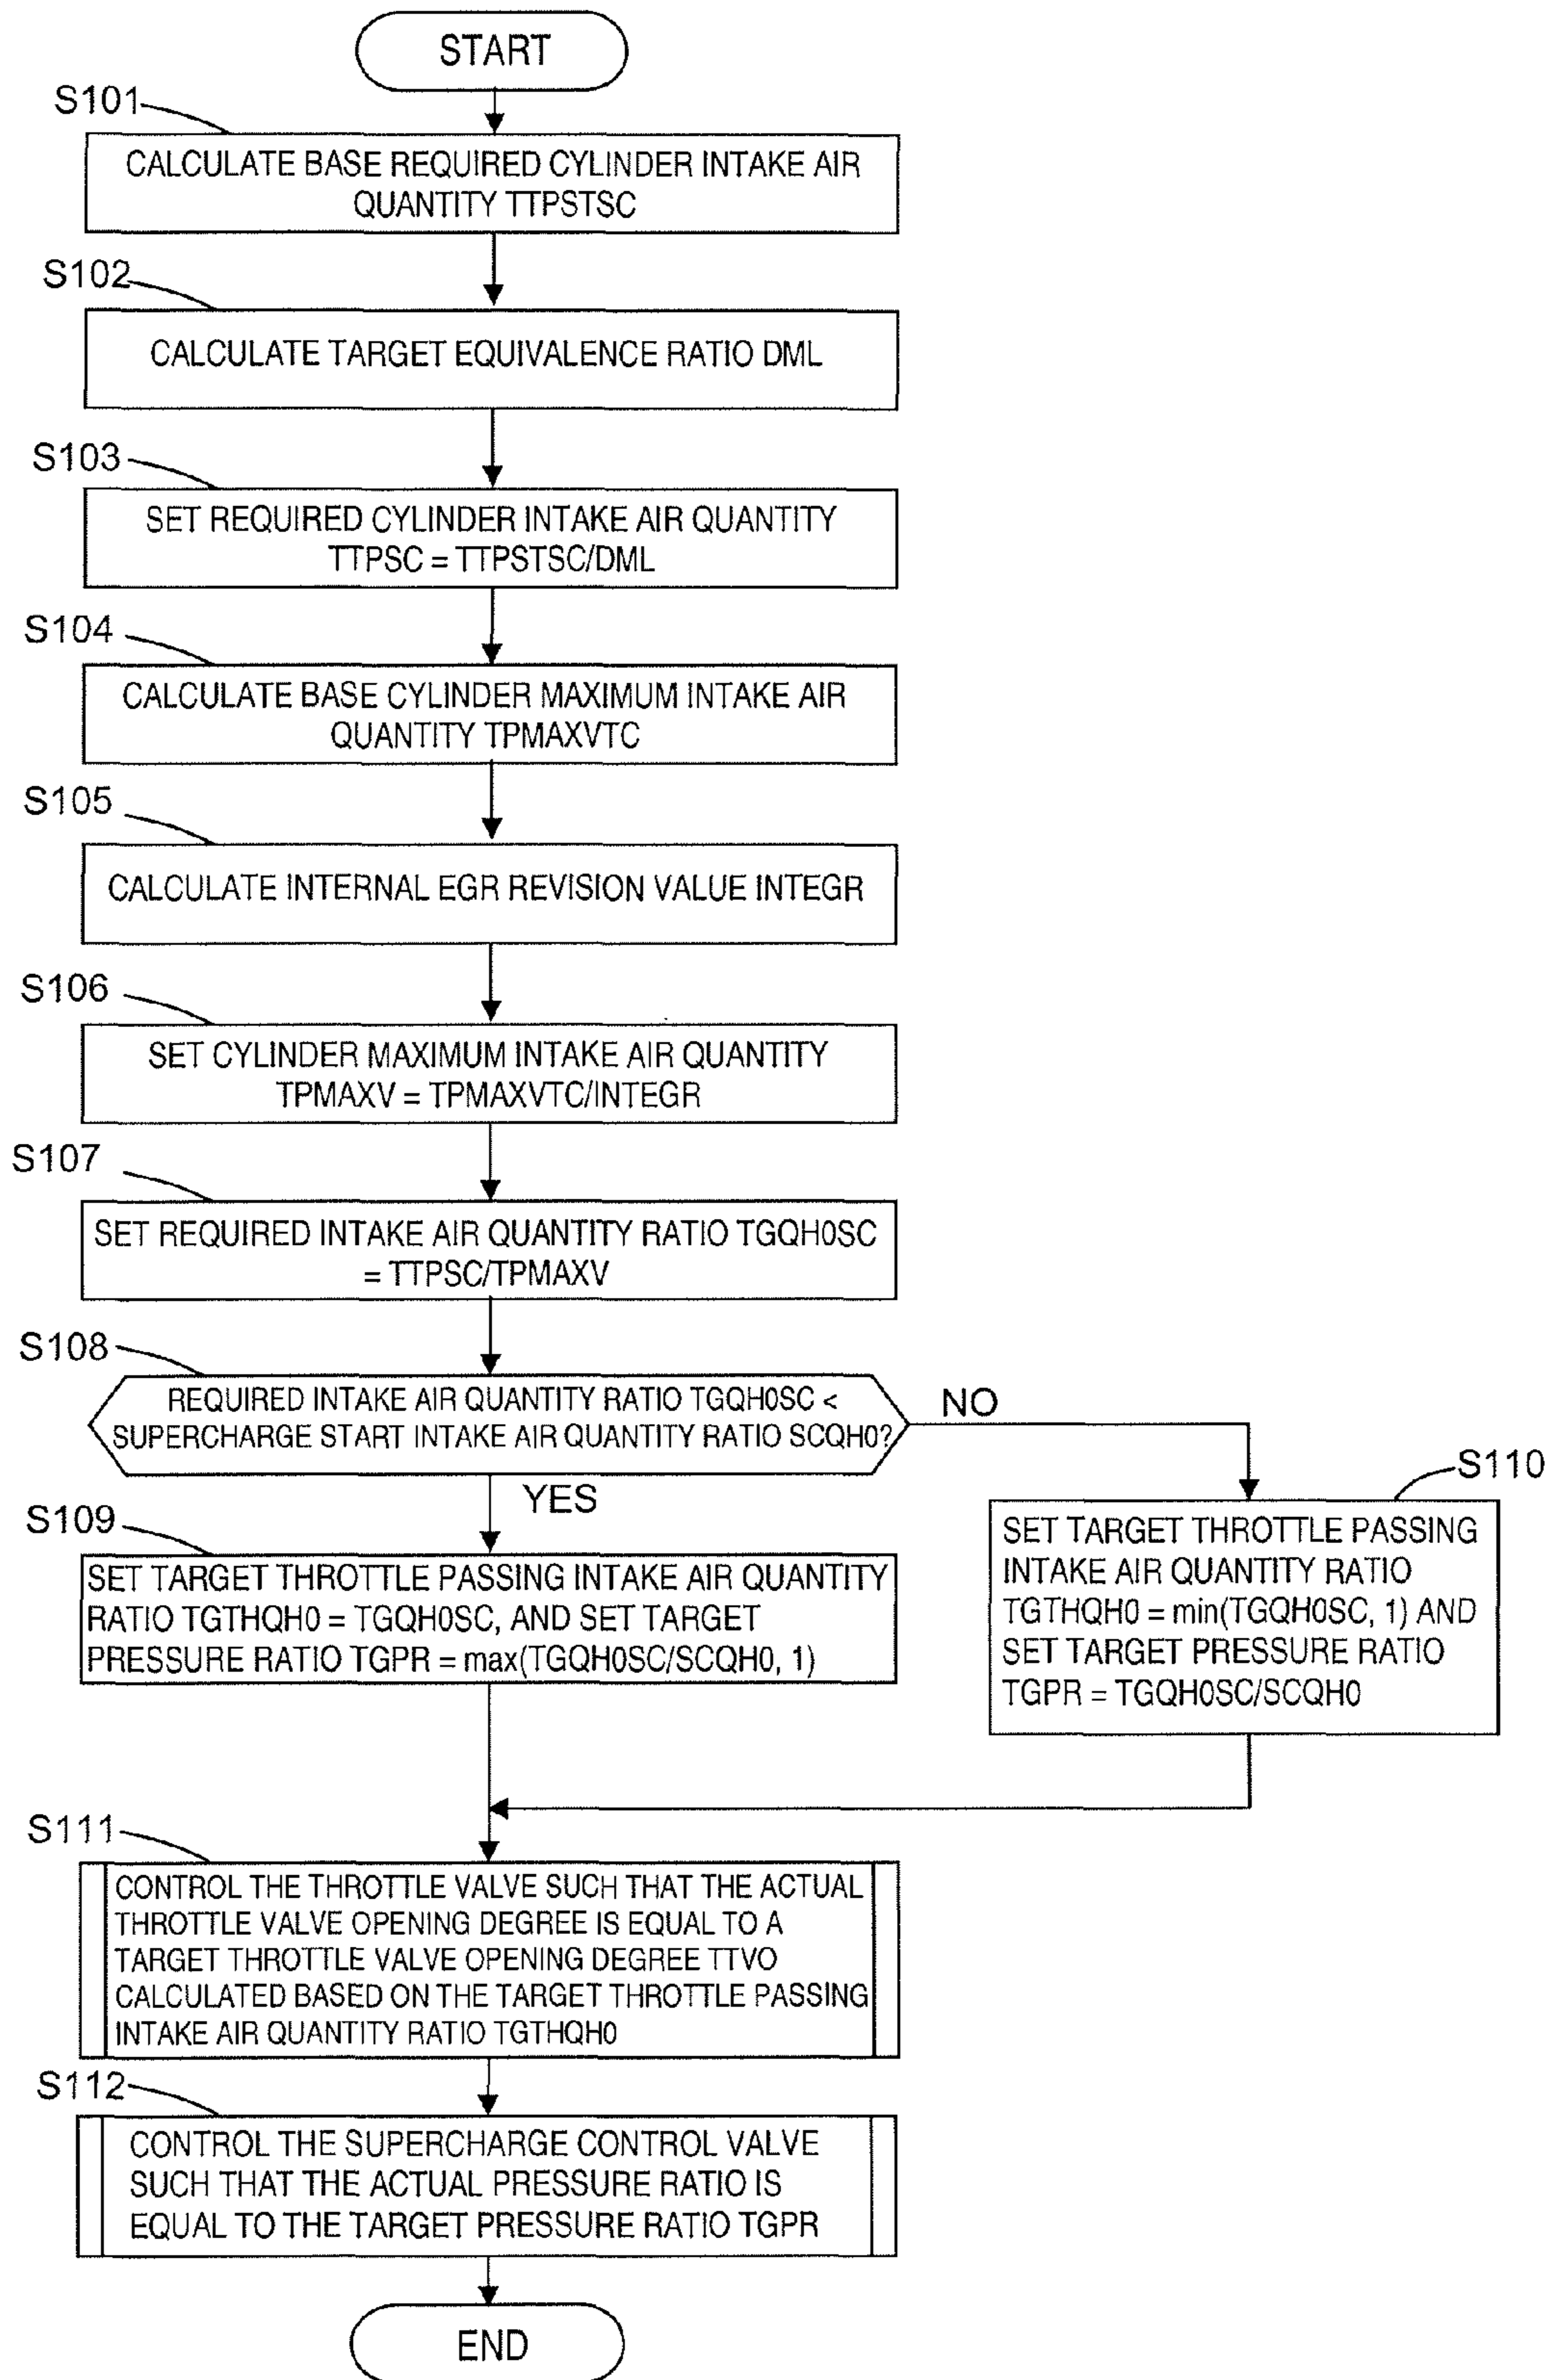 START
S101
CALCULATE BASE REQUIRED CYLINDER INTAKE AIR
QUANTITY TTPSTSC
S102
CALCULATE TARGET EQUIVALENCE RATIO DML
S103
SET REQUIRED CYLINDER INTAKE AIR QUANTITY
TTPSC = TTPSTSC/DML
S104
CALCULATE BASE CYLINDER MAXIMUM INTAKE AIR
QUANTITY TPMAXVTC
S105
CALCULATE INTERNAL EGR REVISION VALUE INTEGR
S106
SET CYLINDER MAXIMUM INTAKE AIR QUANTITY
TPMAXV = TPMAXVTC/INTEGR
S107
SET REQUIRED INTAKE AIR QUANTITY RATIO TGQH0SC
= TTPSC/TPMAXV
S108
REQUIRED INTAKE AIR QUANTITY RATIO TGQH0SC <
SUPERCHARGE START INTAKE AIR QUANTITY RATIO SCQH0?
NO
YES
S109
SET TARGET THROTTLE PASSING INTAKE AIR QUANTITY
RATIO TGTHQH0 = TGQH0SC, AND SET TARGET
PRESSURE RATIO TGPR = max(TGQH0SC/SCQH0, 1)
S110
SET TARGET THROTTLE PASSING
INTAKE AIR QUANTITY RATIO
TGTHQH0 = min(TGQH0SC, 1) AND
SET TARGET PRESSURE RATIO
TGPR = TGQH0SC/SCQH0
S111
CONTROL THE THROTTLE VALVE SUCH THAT THE ACTUAL
THROTTLE VALVE OPENING DEGREE IS EQUAL TO A
TARGET THROTTLE VALVE OPENING DEGREE TTVO
CALCULATED BASED ON THE TARGET THROTTLE PASSING
INTAKE AIR QUANTITY RATIO TGTHQH0
S112
CONTROL THE SUPERCHARGE CONTROL VALVE
SUCH THAT THE ACTUAL PRESSURE RATIO IS
EQUAL TO THE TARGET PRESSURE RATIO TGPR
END